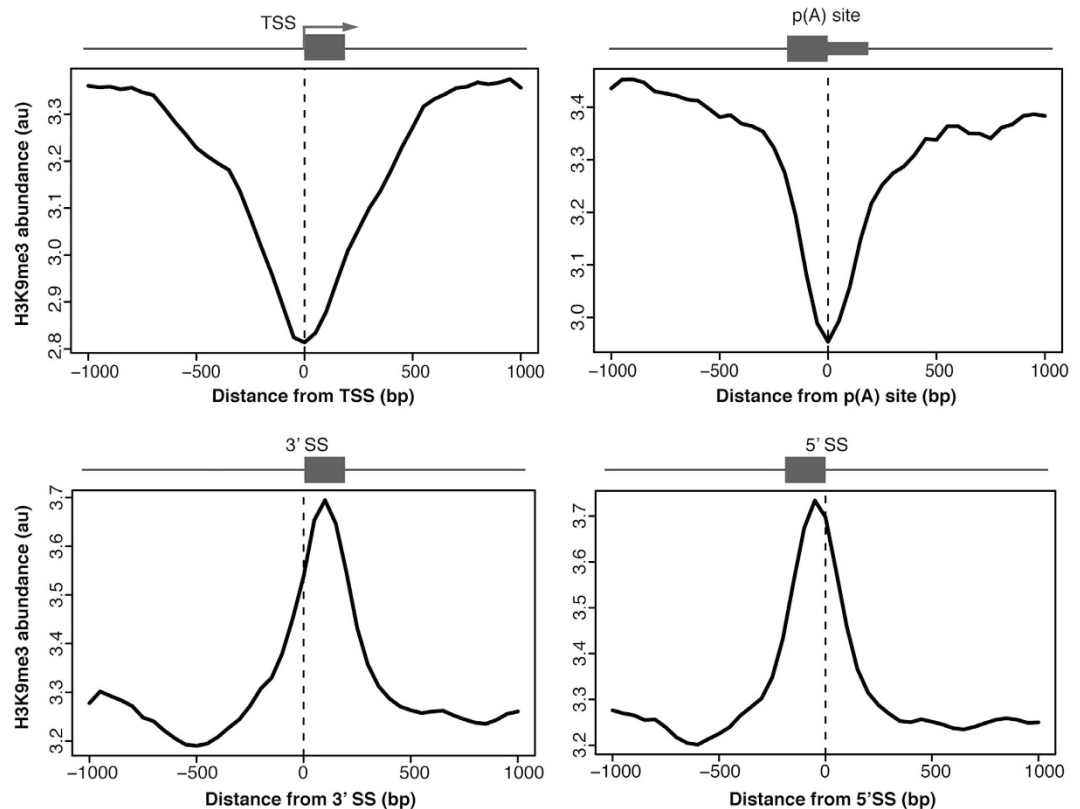 TSS
H3K9me3 abundance (au)
3.3
3.2
3.1
3.0
2.9
2.8
−1000 −500 0 500 1000
Distance from TSS (bp)
p(A) site
3.4
3.3
3.2
3.1
3.0
−1000 −500 0 500 1000
Distance from p(A) site (bp)
3' SS
H3K9me3 abundance (au)
3.7
3.6
3.5
3.4
3.3
3.2
−1000 −500 0 500 1000
Distance from 3' SS (bp)
5' SS
3.7
3.6
3.5
3.4
3.3
3.2
−1000 −500 0 500 1000
Distance from 5'SS (bp)